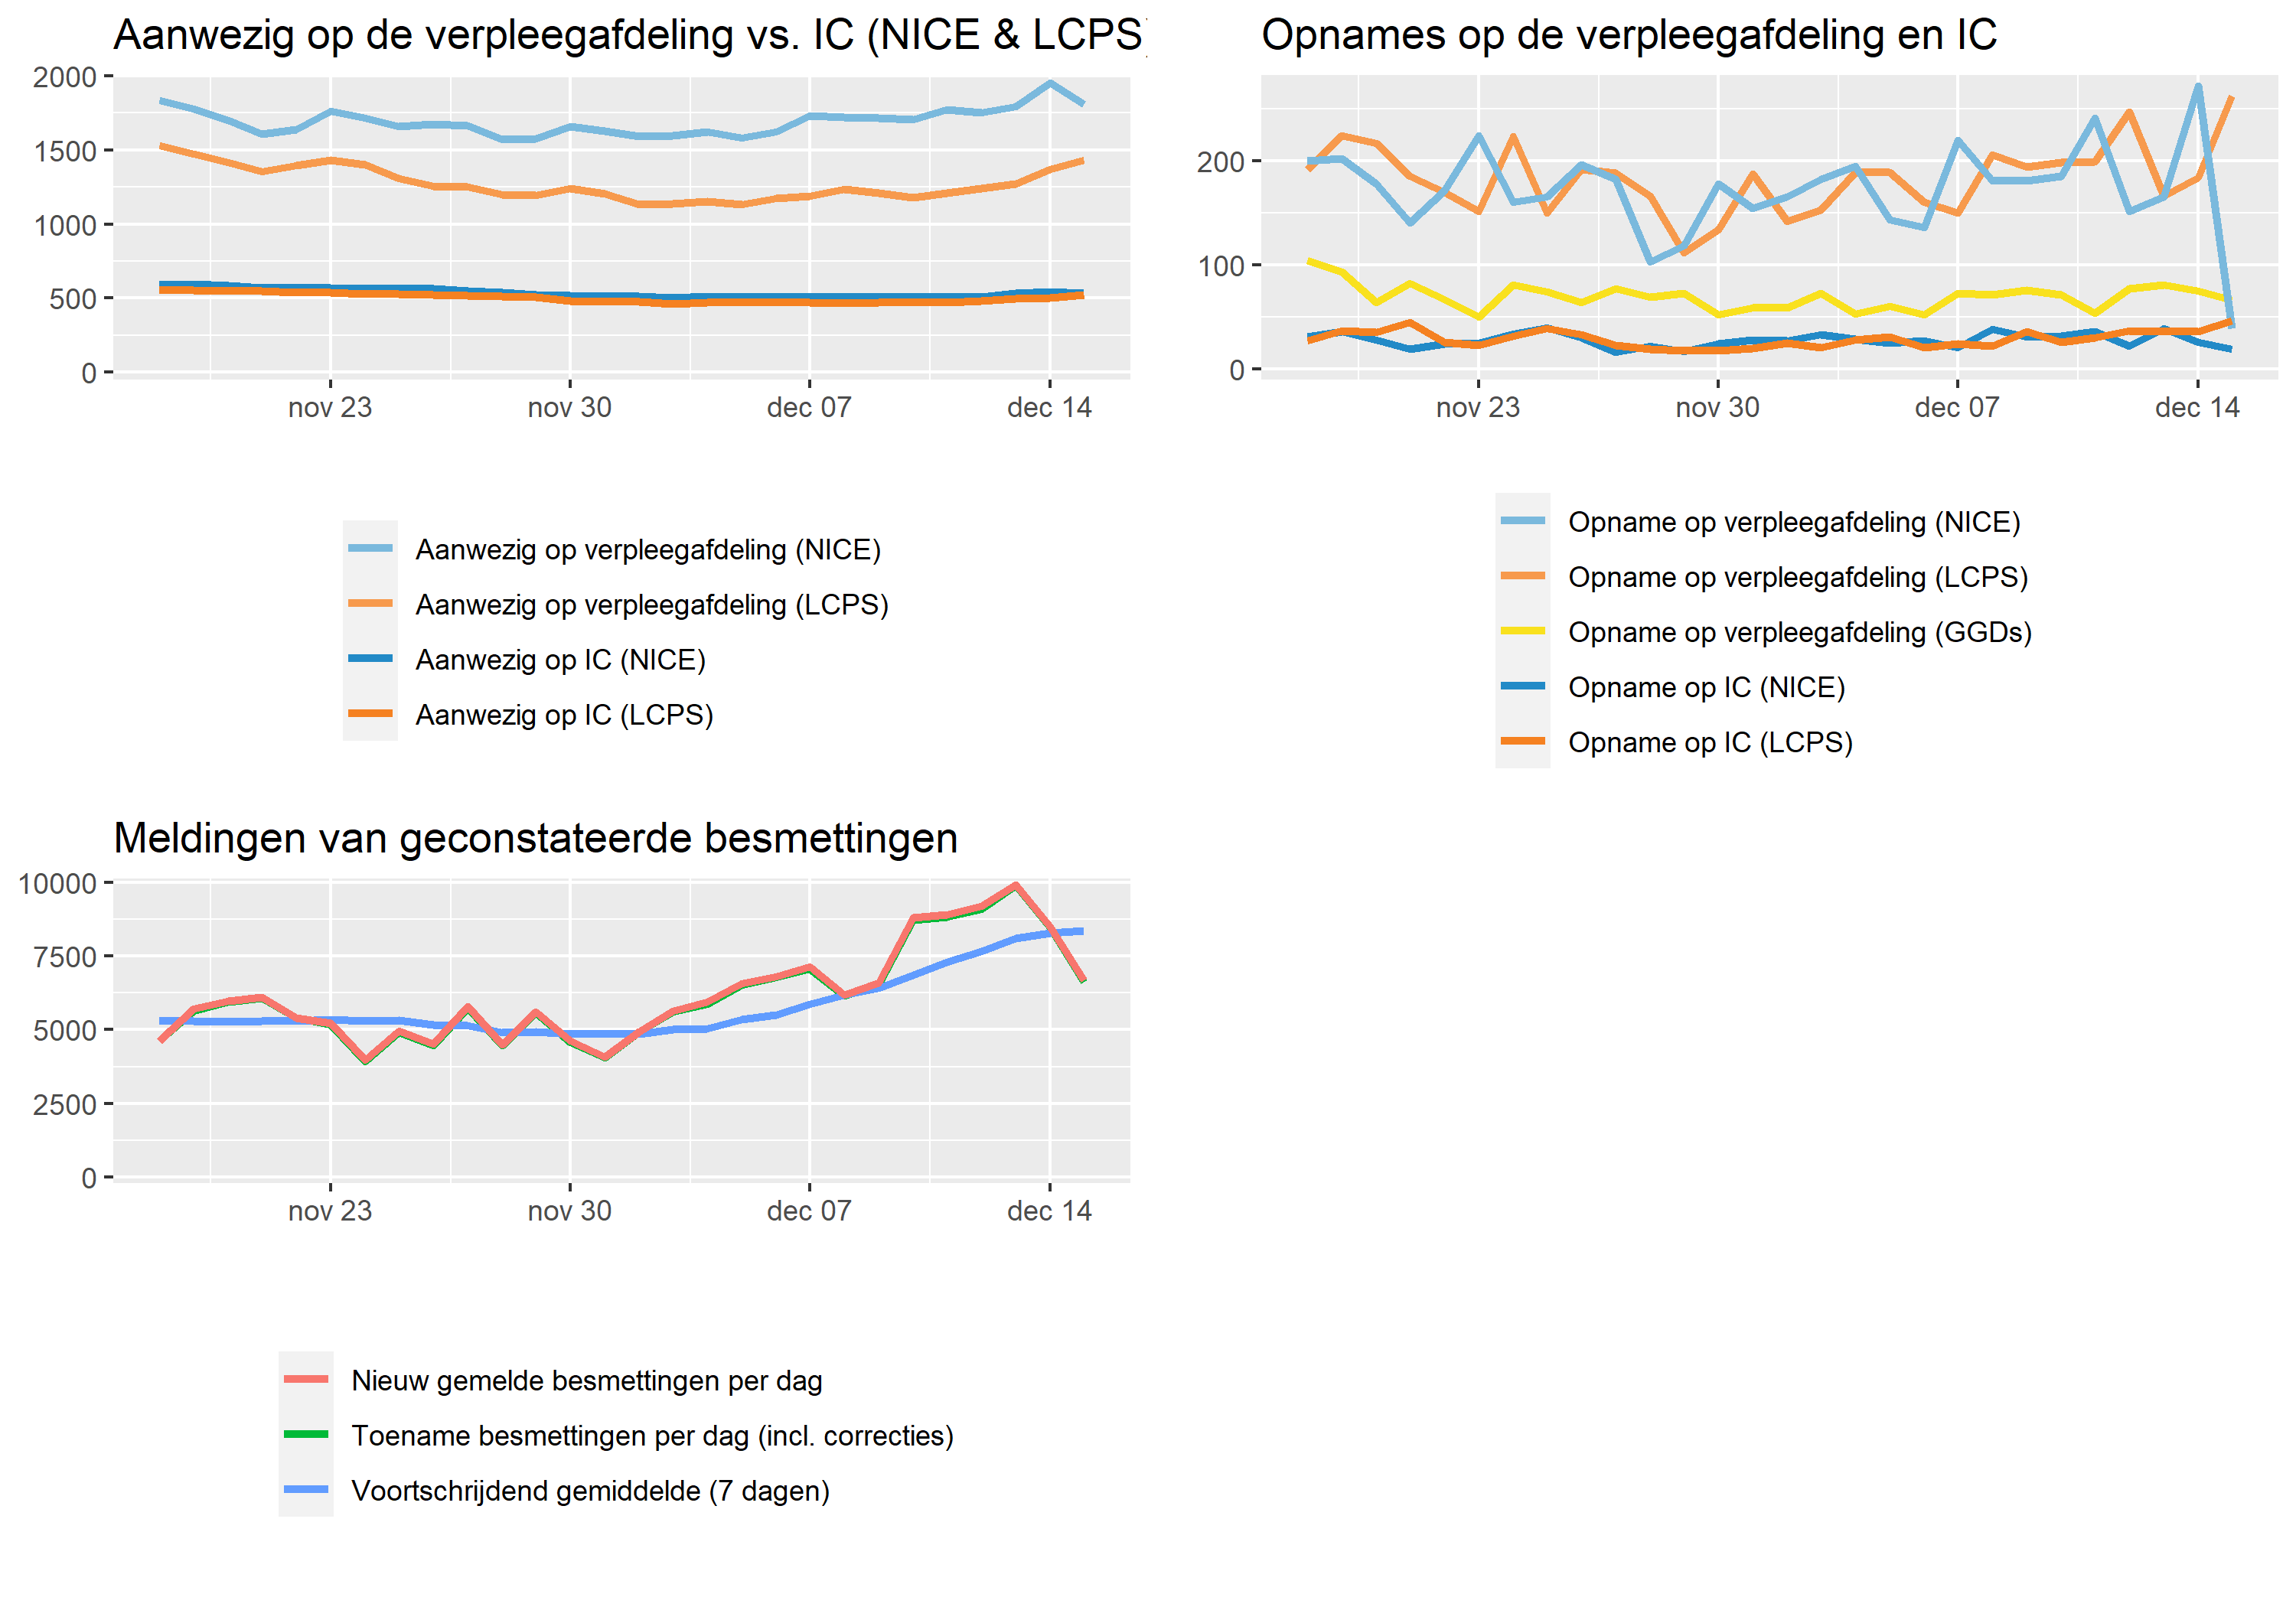 Aanwezig op de verpleegafdeling vs. IC (NICE & LCPS)
2000
1500
1000
500
0
nov 23 nov 30 dec 07 dec 14
Aanwezig op verpleegafdeling (NICE)
Aanwezig op verpleegafdeling (LCPS)
Aanwezig op IC (NICE)
Aanwezig op IC (LCPS)
Opnames op de verpleegafdeling en IC
200
100
0
nov 23 nov 30 dec 07 dec 14
Opname op verpleegafdeling (NICE)
Opname op verpleegafdeling (LCPS)
Opname op verpleegafdeling (GGDs)
Opname op IC (NICE)
Opname op IC (LCPS)
Meldingen van geconstateerde besmettingen
10000
7500
5000
2500
0
nov 23 nov 30 dec 07 dec 14
Nieuw gemelde besmettingen per dag
Toename besmettingen per dag (incl. correcties)
Voortschrijdend gemiddelde (7 dagen)